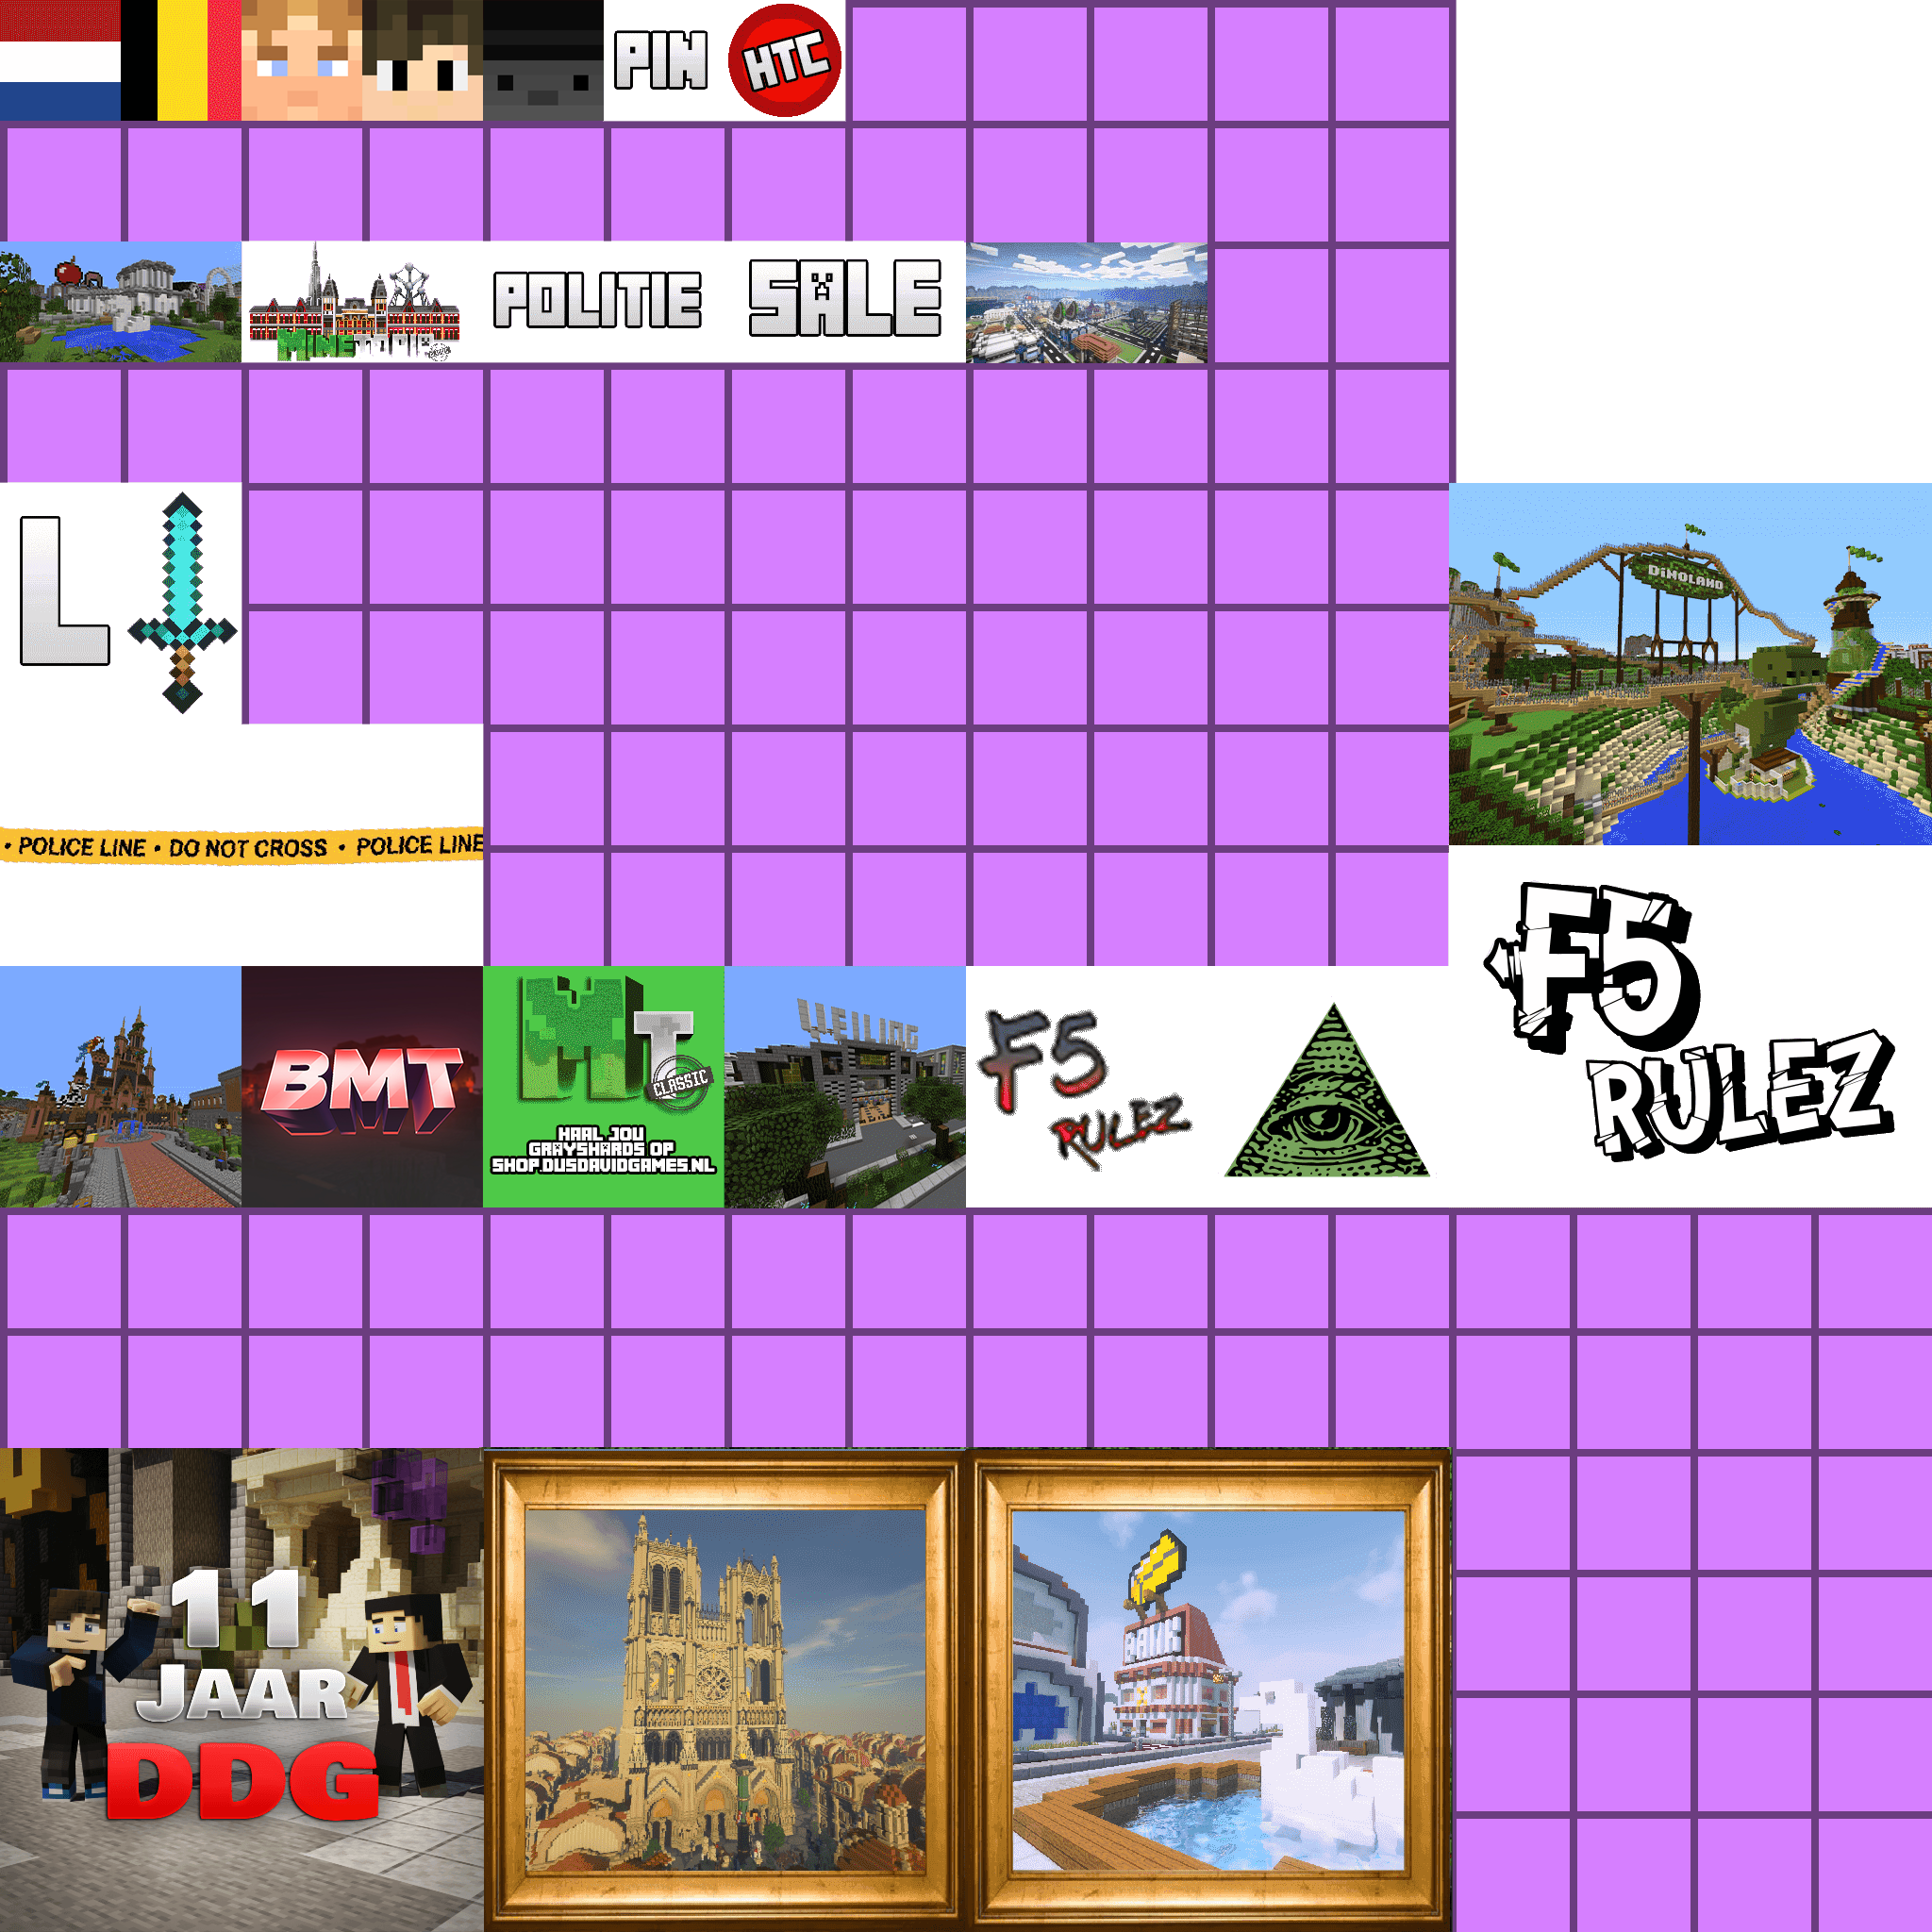 PIN
HTC
MINETOPIA
POLITIE
SALE
L
DINOLAND
• POLICE LINE • DO NOT CROSS • POLICE LINE
F5
RULEZ
BMT
MT
CLASSIC
HAAL JOU
GRAYSHARDS OP
SHOP.DUSDAVIDGAMES.NL
VEILING
F5
RULEZ
11
JAAR
DDG
BANK